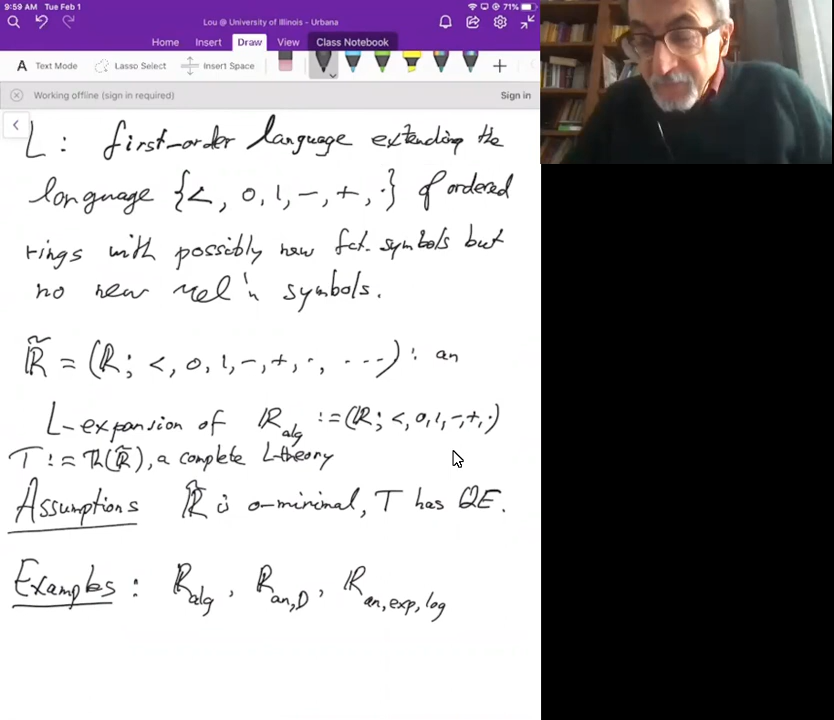 9:59 AM Tue Feb 1
71%
Lou @ University of Illinois - Urbana
Home Insert Draw View Class Notebook
Text Mode Lasso Select Insert Space
Working offline (sign in required) Sign in
L : first-order language extending the
language {<, 0, 1, −, +, ·} of ordered
rings with possibly new fct. symbols but
no new rel'n symbols.
ℝ̃ = (ℝ; <, 0, 1, −, +, ·, ···) : an
L-expansion of ℝ_alg := (ℝ; <, 0, 1, −, +, ·)
T := Th(ℝ̃), a complete L-theory
Assumptions ℝ̃ is o-minimal, T has QE.
Examples : ℝ_alg, ℝ_an,D, ℝ_an,exp,log